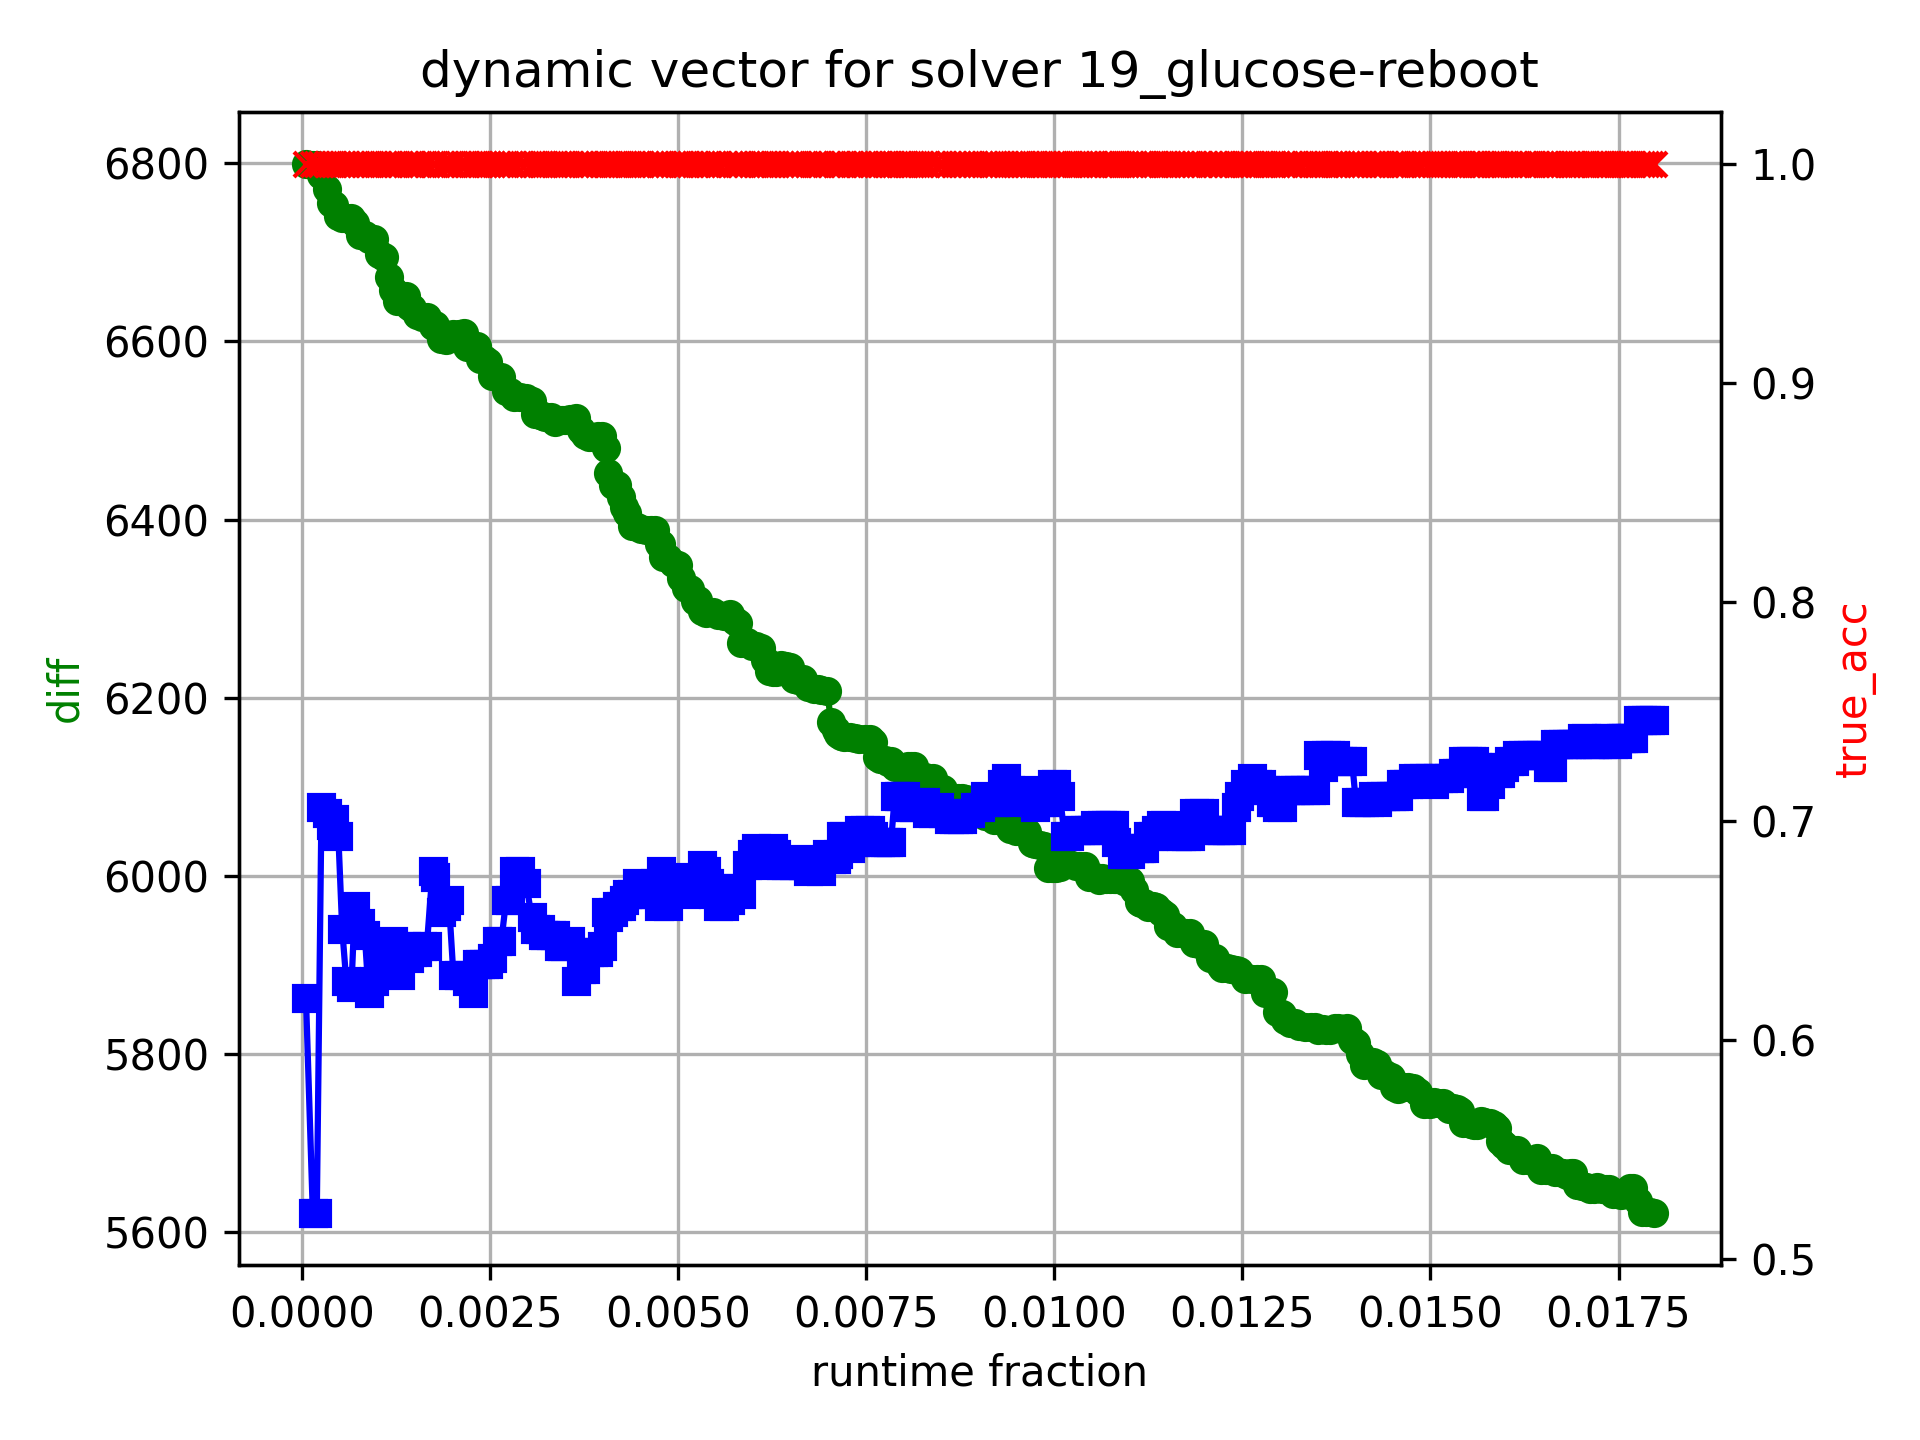 dynamic vector for solver 19_glucose-reboot
6800
6600
6400
6200
6000
5800
5600
diff
1.0
0.9
0.8
0.7
0.6
0.5
true_acc
0.0000 0.0025 0.0050 0.0075 0.0100 0.0125 0.0150 0.0175
runtime fraction